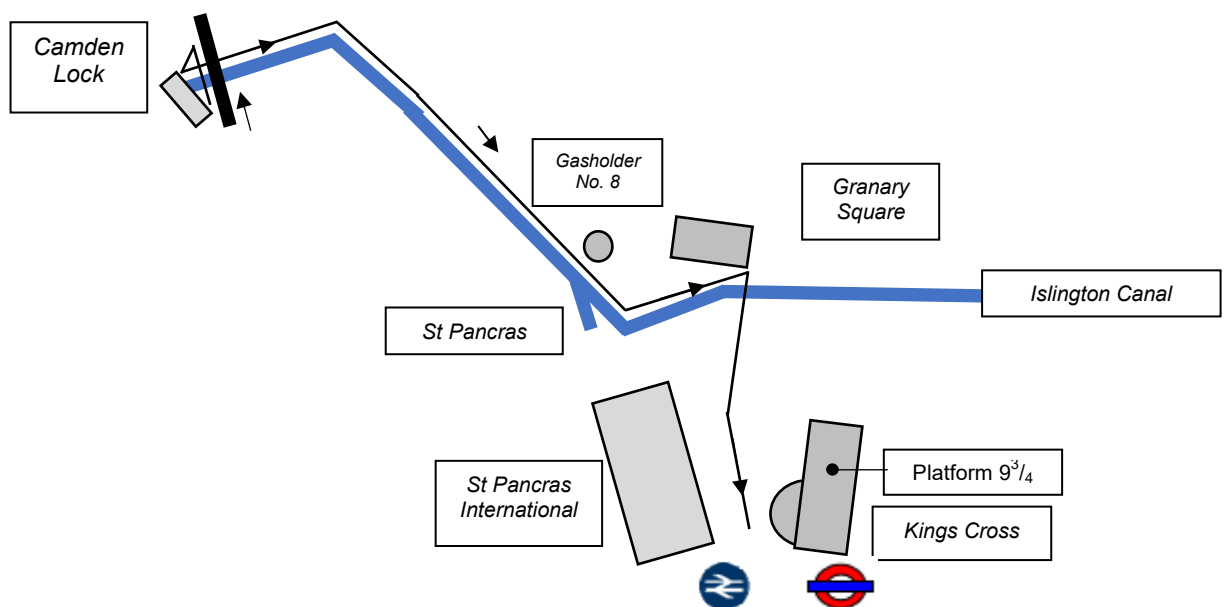 Camden
Lock
Gasholder
No. 8
Granary
Square
Islington Canal
St Pancras
St Pancras
International
Platform 9³/₄
Kings Cross